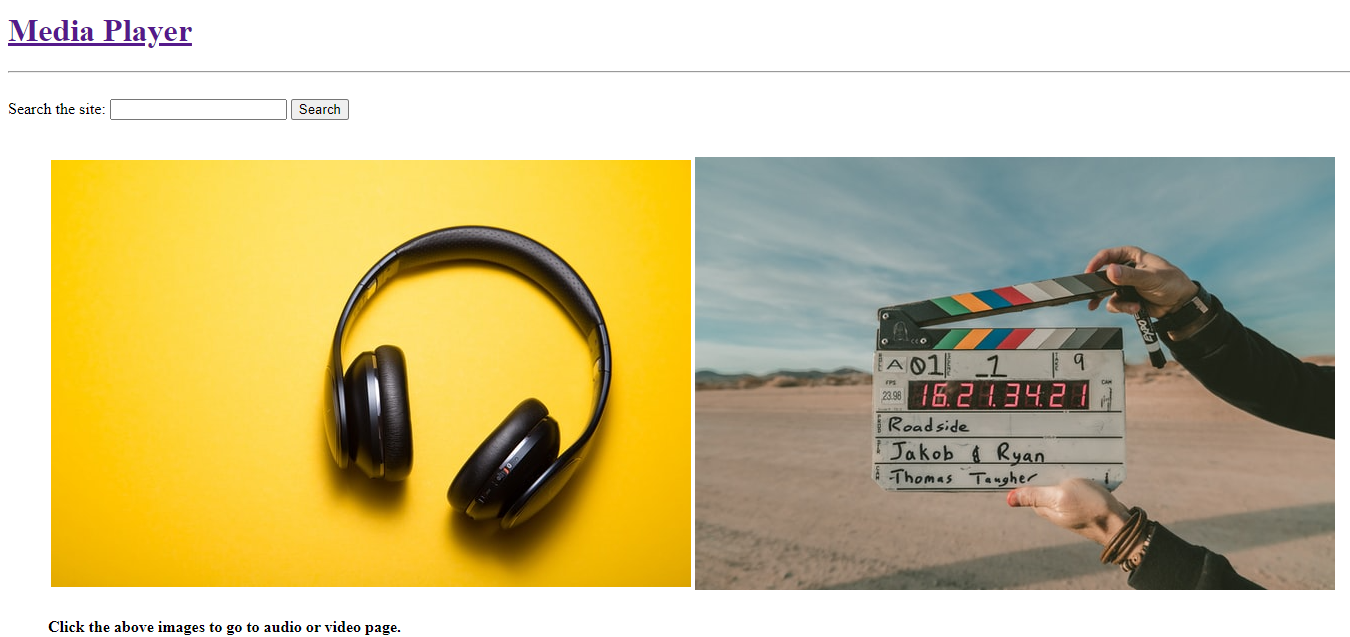 Media Player
Search the site: Search
A 01 _1 9
FPS
23.98 16.21.34.21 CAM
Roadside
Jakob & Ryan
Thomas Taugher
Click the above images to go to audio or video page.